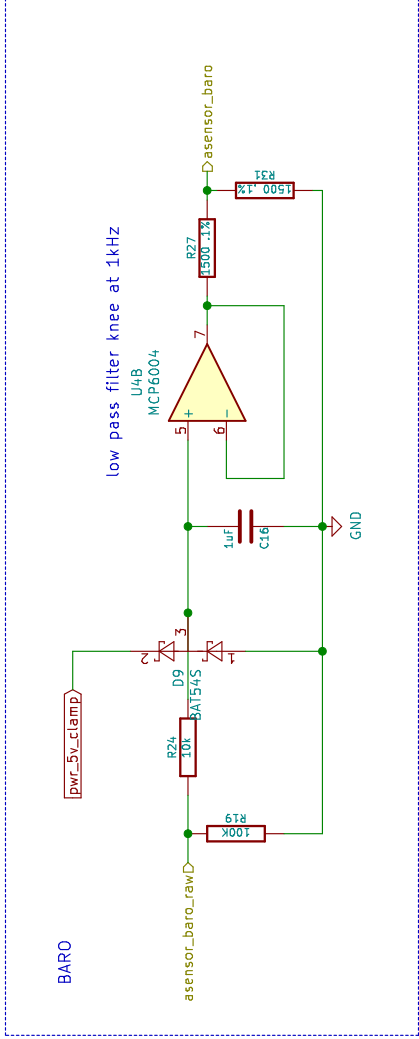 BARO
low pass filter knee at 1kHz
asensor_baro_raw
R19
100K
R24
10k
pwr_5v_clamp
D9
BAT54S
2
3
1
1uF
C16
GND
U4B
MCP6004
5
6
7
+
-
R27
1500 .1%
R31
1500 .1%
asensor_baro